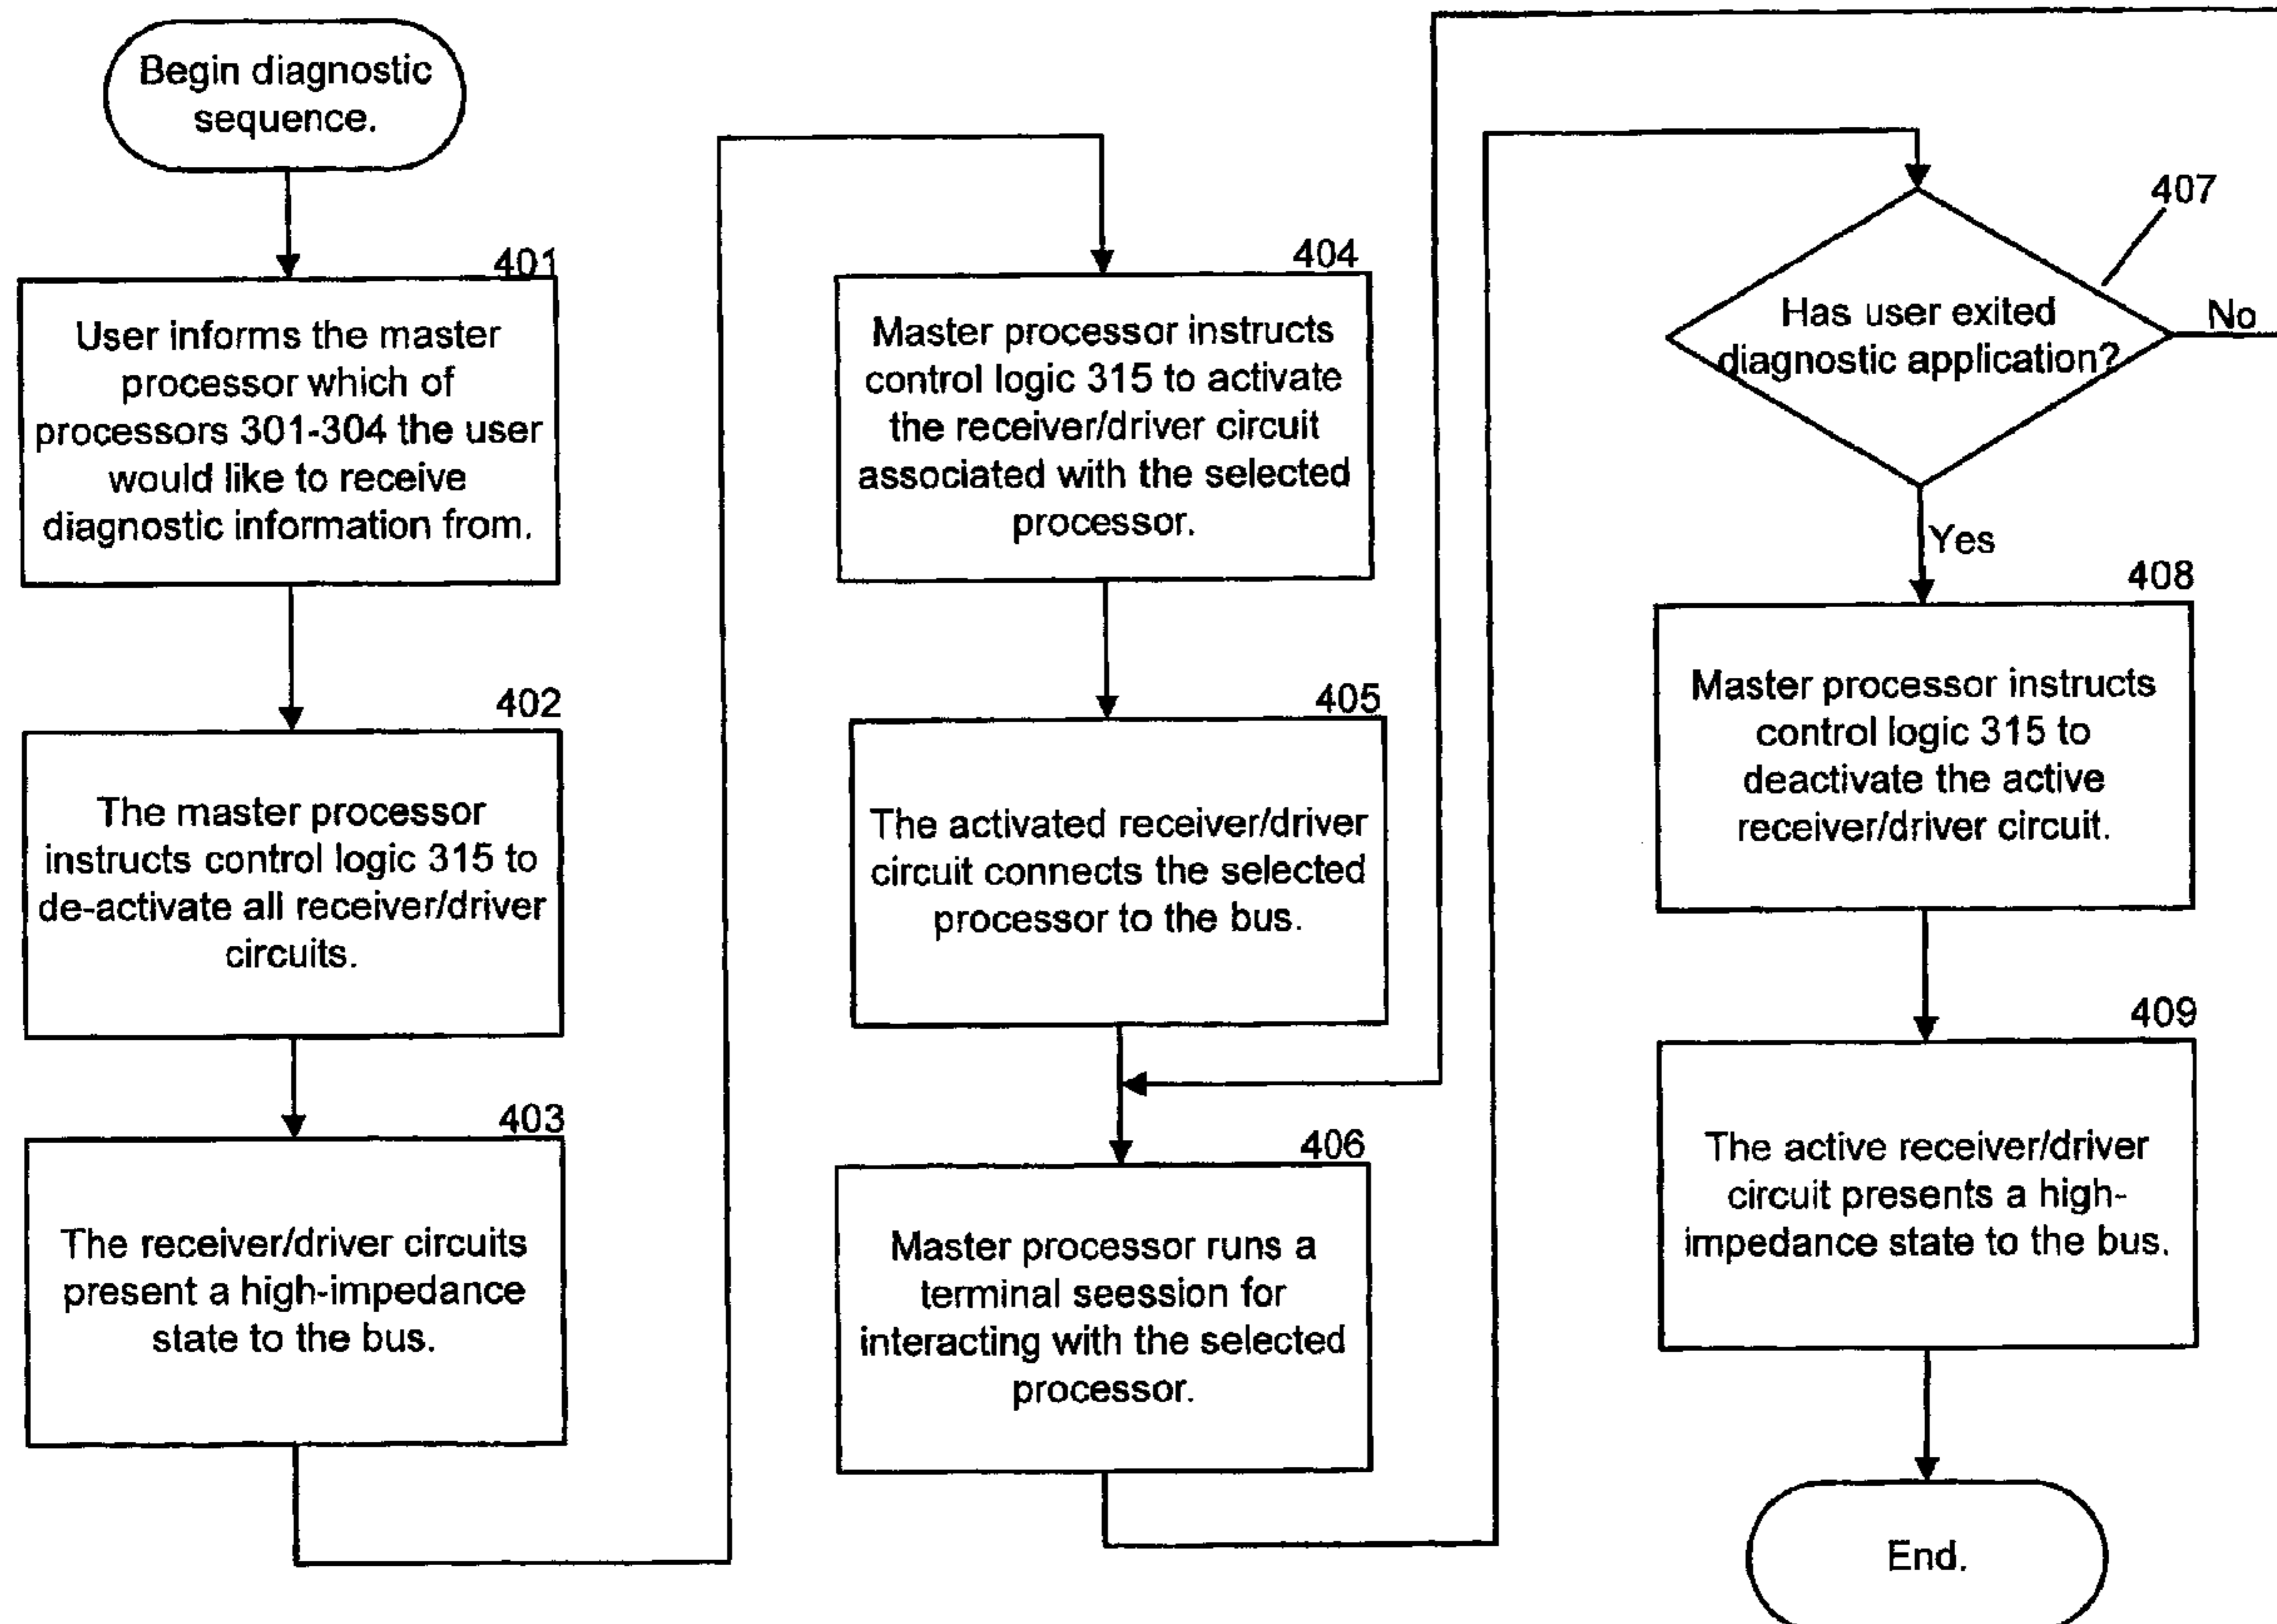 Begin diagnostic
sequence.
401
User informs the master
processor which of
processors 301-304 the user
would like to receive
diagnostic information from.
402
The master processor
instructs control logic 315 to
de-activate all receiver/driver
circuits.
403
The receiver/driver circuits
present a high-impedance
state to the bus.
404
Master processor instructs
control logic 315 to activate
the receiver/driver circuit
associated with the selected
processor.
405
The activated receiver/driver
circuit connects the selected
processor to the bus.
406
Master processor runs a
terminal seession for
interacting with the selected
processor.
407
Has user exited
diagnostic application?
No
Yes
408
Master processor instructs
control logic 315 to
deactivate the active
receiver/driver circuit.
409
The active receiver/driver
circuit presents a high-
impedance state to the bus.
End.